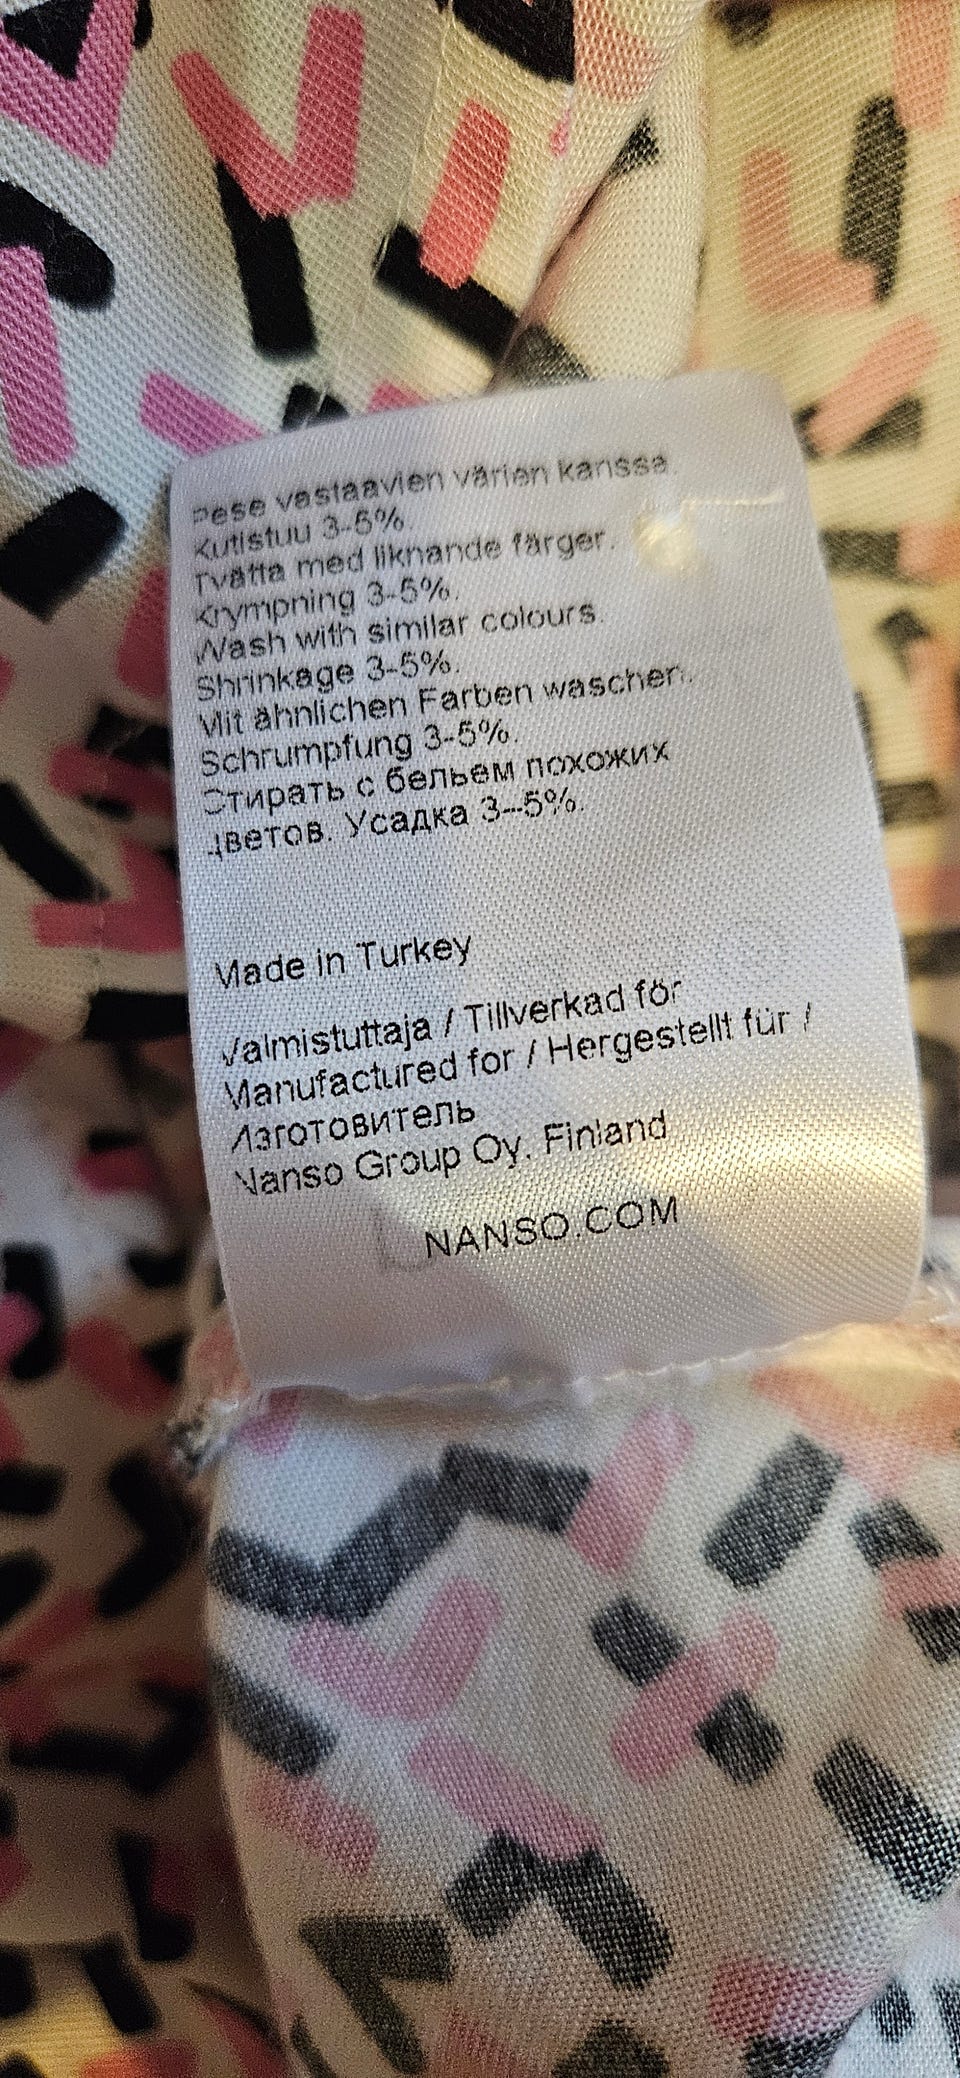 Pese vastaavien värien kanssa.
Kutistuu 3-5%.
Tvätta med liknande färger.
Krympning 3-5%.
Wash with similar colours.
Shrinkage 3-5%.
Mit ähnlichen Farben waschen.
Schrumpfung 3-5%.
Стирать с бельем похожих
цветов. Усадка 3--5%.
Made in Turkey
Valmistuttaja / Tillverkad för
Manufactured for / Hergestellt für /
Изготовитель
Nanso Group Oy, Finland
NANSO.COM